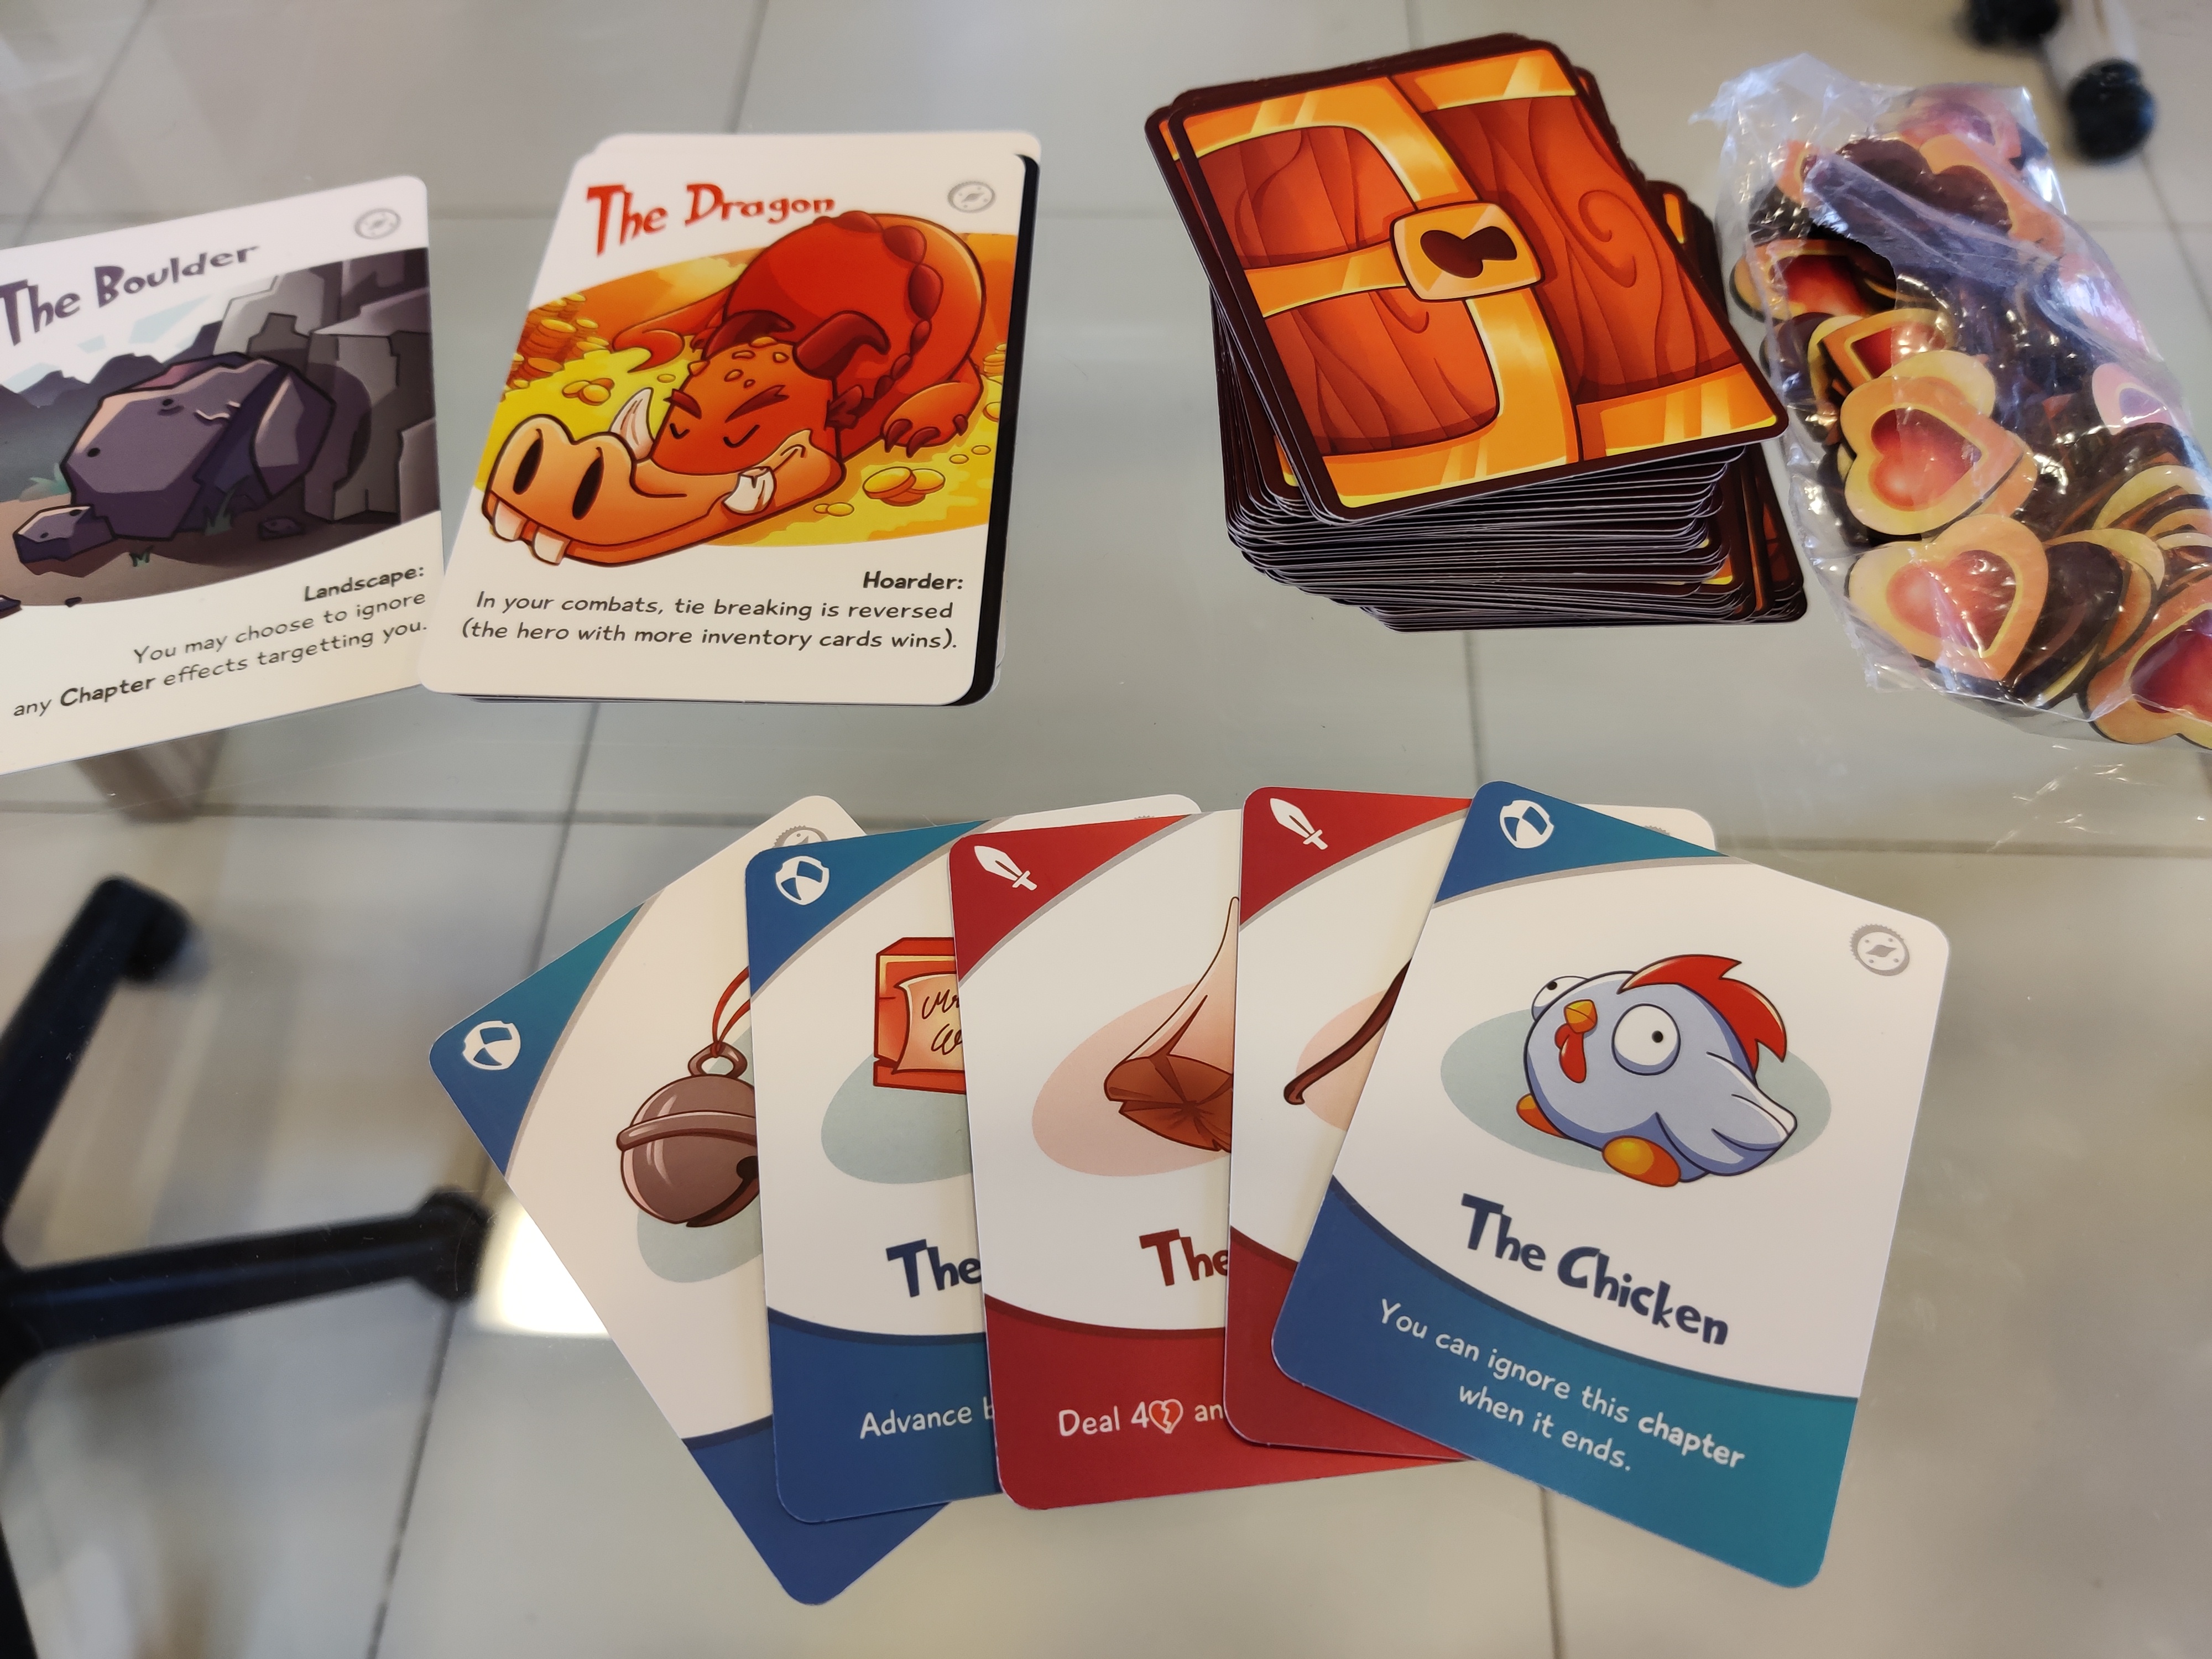 The Boulder
Landscape:
You may choose to ignore
any Chapter effects targetting you.
The Dragon
Hoarder:
In your combats, tie breaking is reversed
(the hero with more inventory cards wins).
The
Advance
The
Deal 4 an
The Chicken
You can ignore this chapter
when it ends.